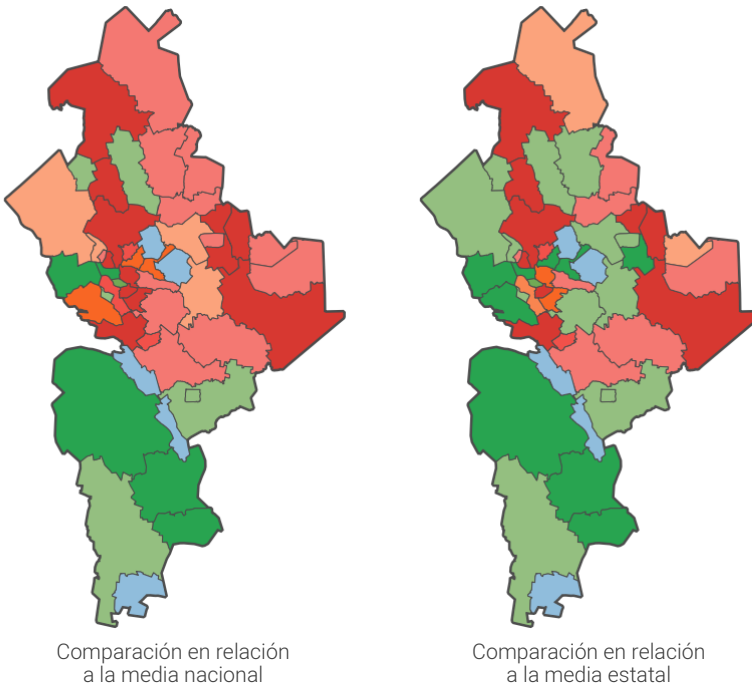 Comparación en relación
a la media nacional
Comparación en relación
a la media estatal